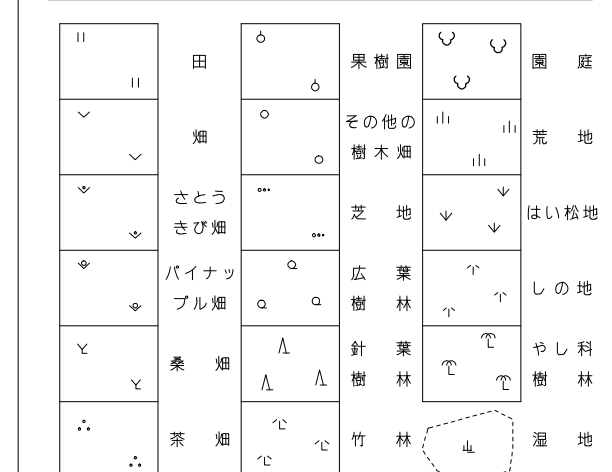 田
畑
さとう
きび畑
パイナッ
プル畑
桑 畑
茶 畑
果樹園
その他の
樹木畑
芝 地
広 葉
樹 林
針 葉
樹 林
竹 林
園 庭
荒 地
はい松地
しの地
やし科
樹 林
湿 地